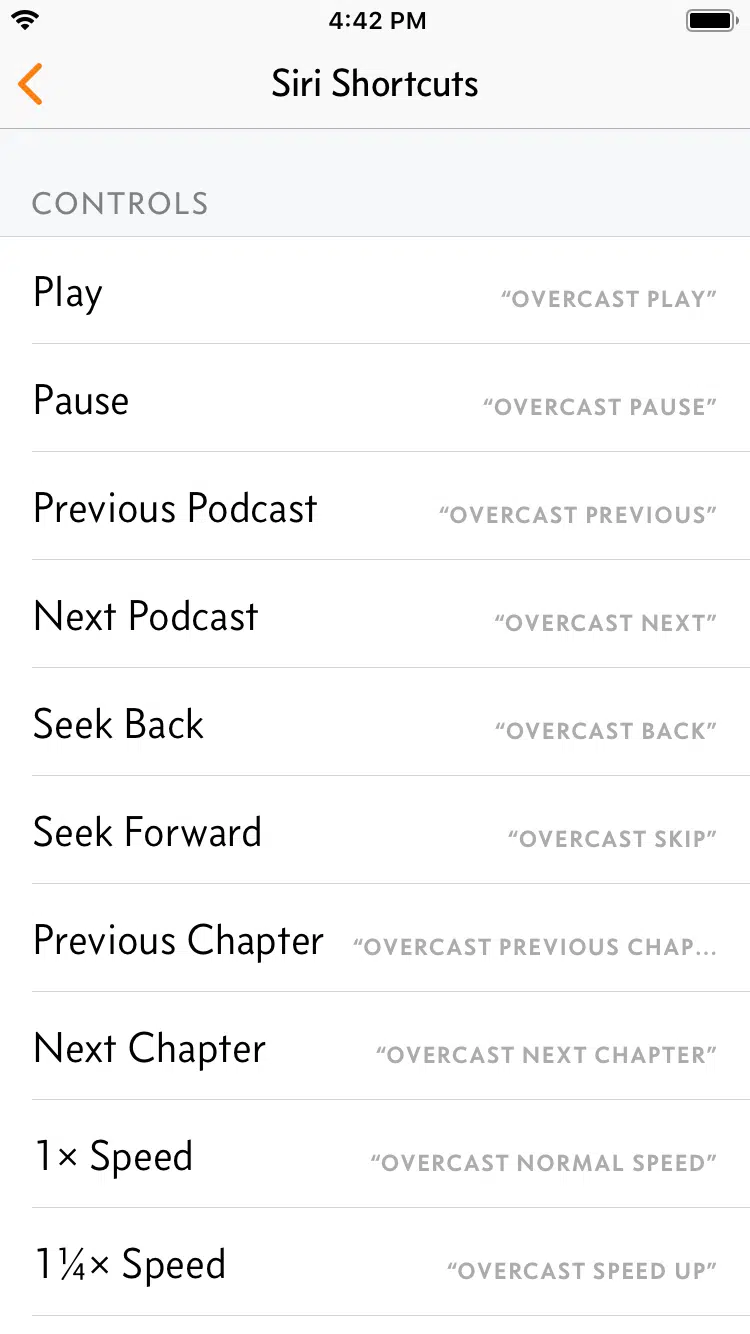 4:42 PM
Siri Shortcuts
CONTROLS
Play “OVERCAST PLAY”
Pause “OVERCAST PAUSE”
Previous Podcast “OVERCAST PREVIOUS”
Next Podcast “OVERCAST NEXT”
Seek Back “OVERCAST BACK”
Seek Forward “OVERCAST SKIP”
Previous Chapter “OVERCAST PREVIOUS CHAP...
Next Chapter “OVERCAST NEXT CHAPTER”
1× Speed “OVERCAST NORMAL SPEED”
1¼× Speed “OVERCAST SPEED UP”